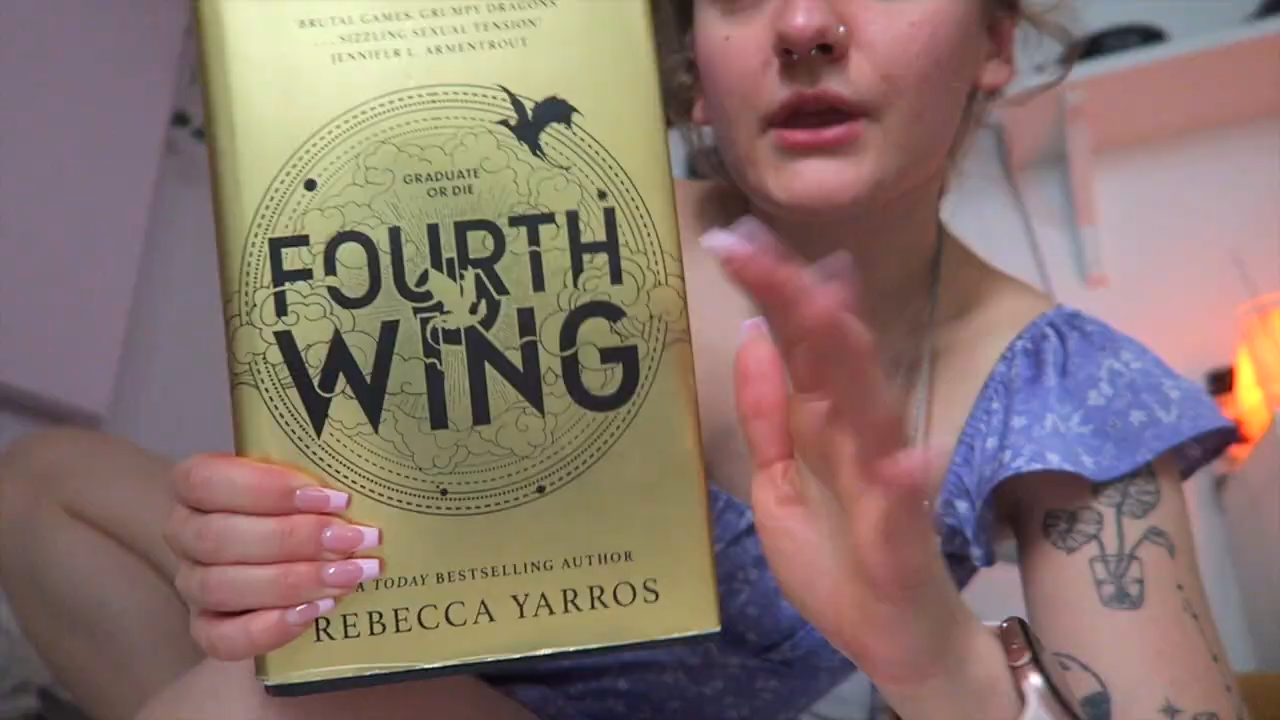 'BRUTAL GAMES. GRUMPY DRAGONS
...SIZZLING SEXUAL TENSION'
JENNIFER L. ARMENTROUT
GRADUATE
OR DIE
FOURTH
WING
A TODAY BESTSELLING AUTHOR
REBECCA YARROS